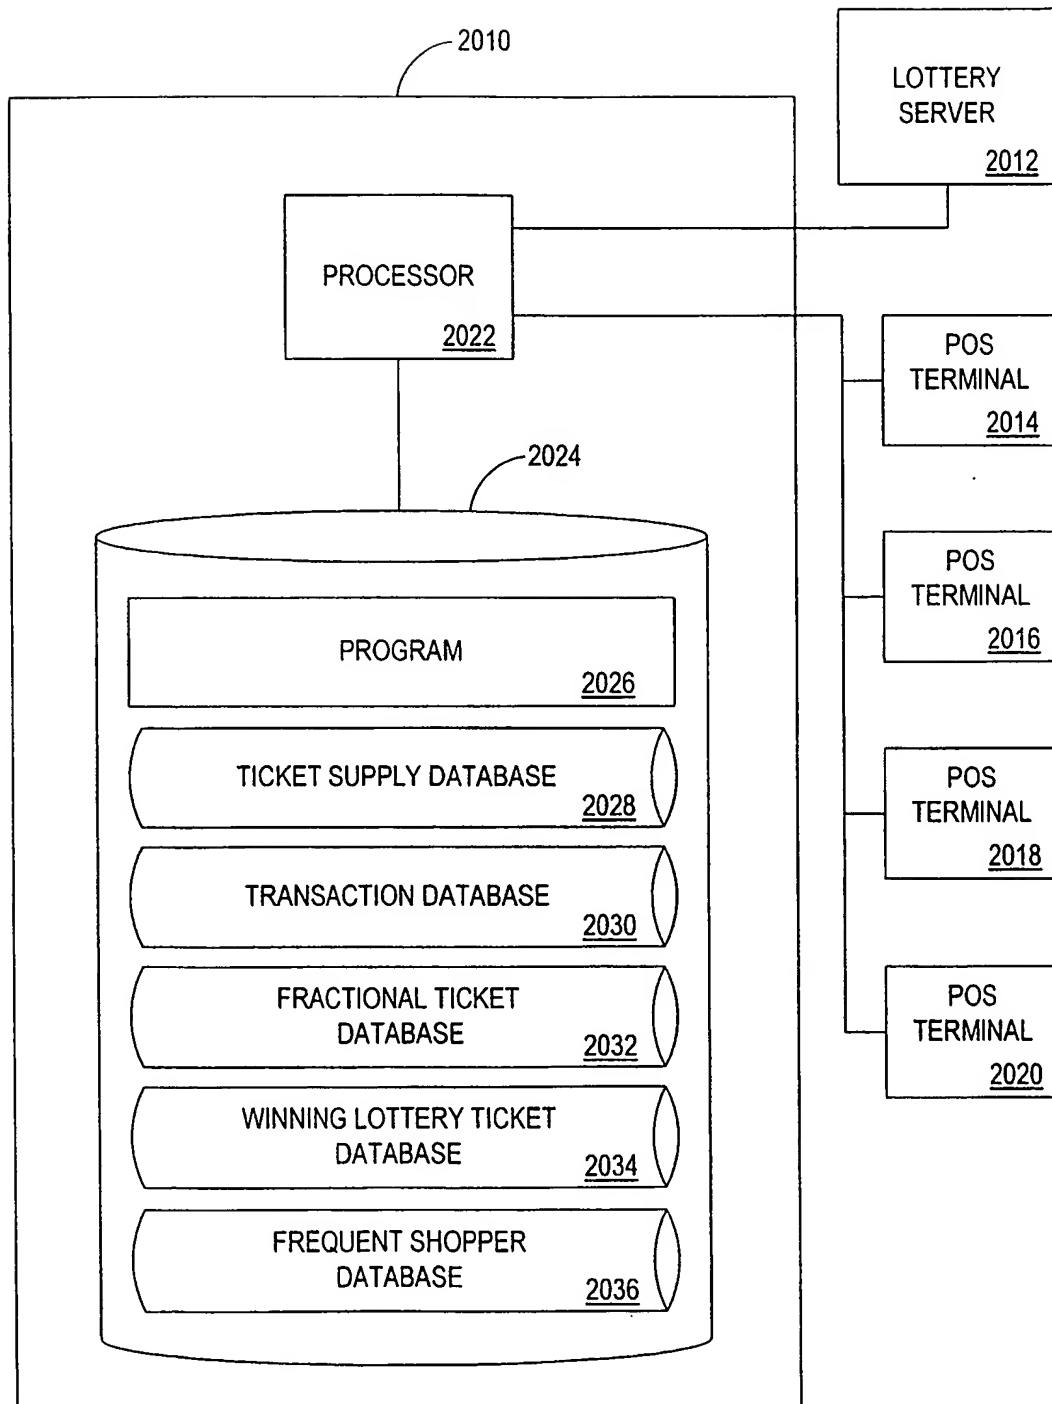 2010
LOTTERY
SERVER
2012
PROCESSOR
2022
POS
TERMINAL
2014
2024
POS
TERMINAL
2016
PROGRAM
2026
TICKET SUPPLY DATABASE
2028
POS
TERMINAL
2018
TRANSACTION DATABASE
2030
FRACTIONAL TICKET
DATABASE
2032
POS
TERMINAL
2020
WINNING LOTTERY TICKET
DATABASE
2034
FREQUENT SHOPPER
DATABASE
2036